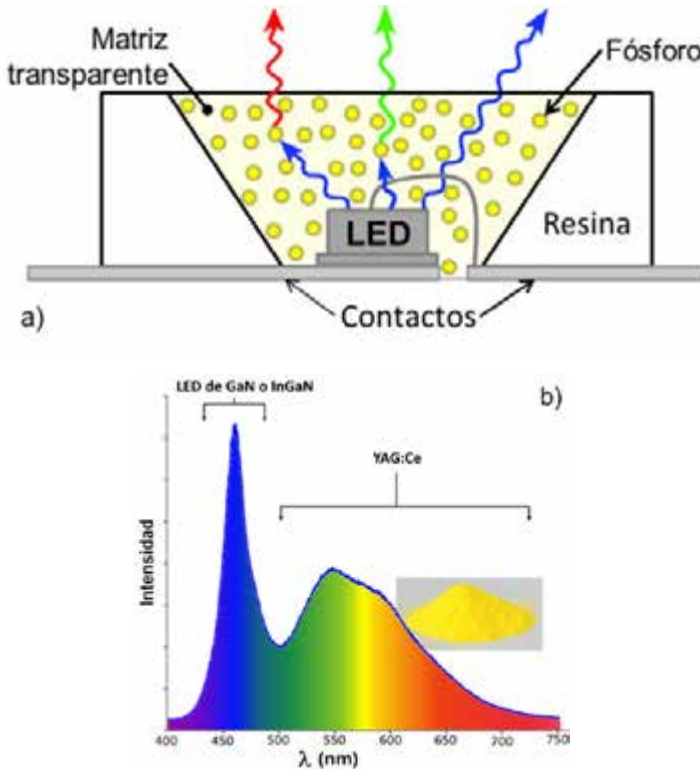 Matriz
transparente
Fósforo
LED
Resina
Contactos
a)
LED de GaN o InGaN
b)
YAG:Ce
Intensidad
400 450 500 550 600 650 700 750
λ (nm)